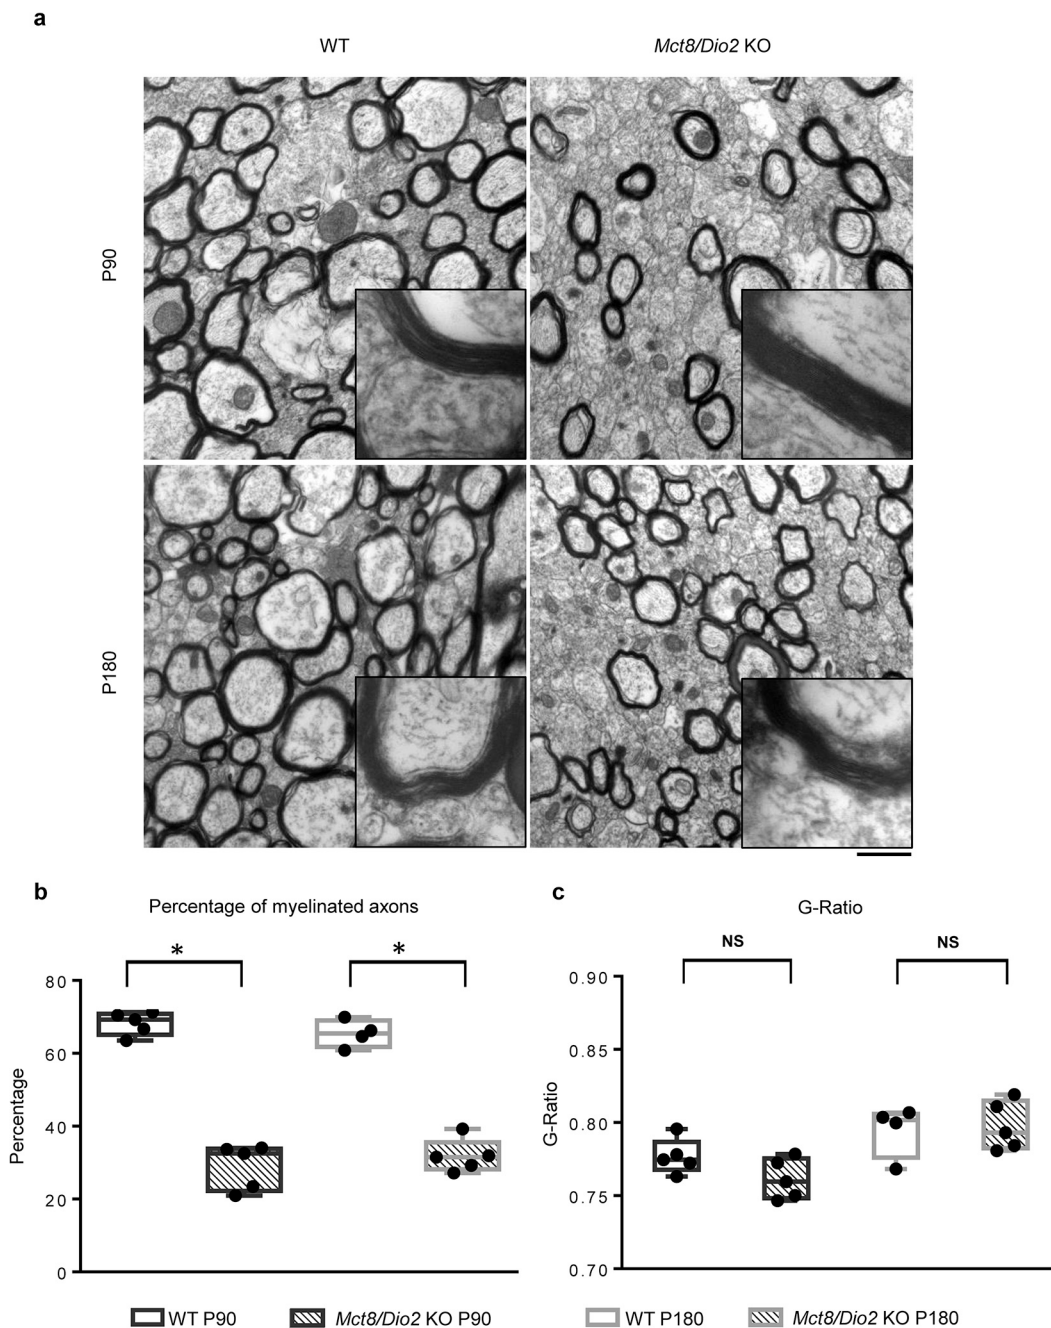 a
WT
Mct8/Dio2 KO
P90
P180
b
Percentage of myelinated axons
*
*
80
60
40
20
0
Percentage
c
G-Ratio
NS
NS
0.90
0.85
0.80
0.75
0.70
G-Ratio
WT P90
Mct8/Dio2 KO P90
WT P180
Mct8/Dio2 KO P180